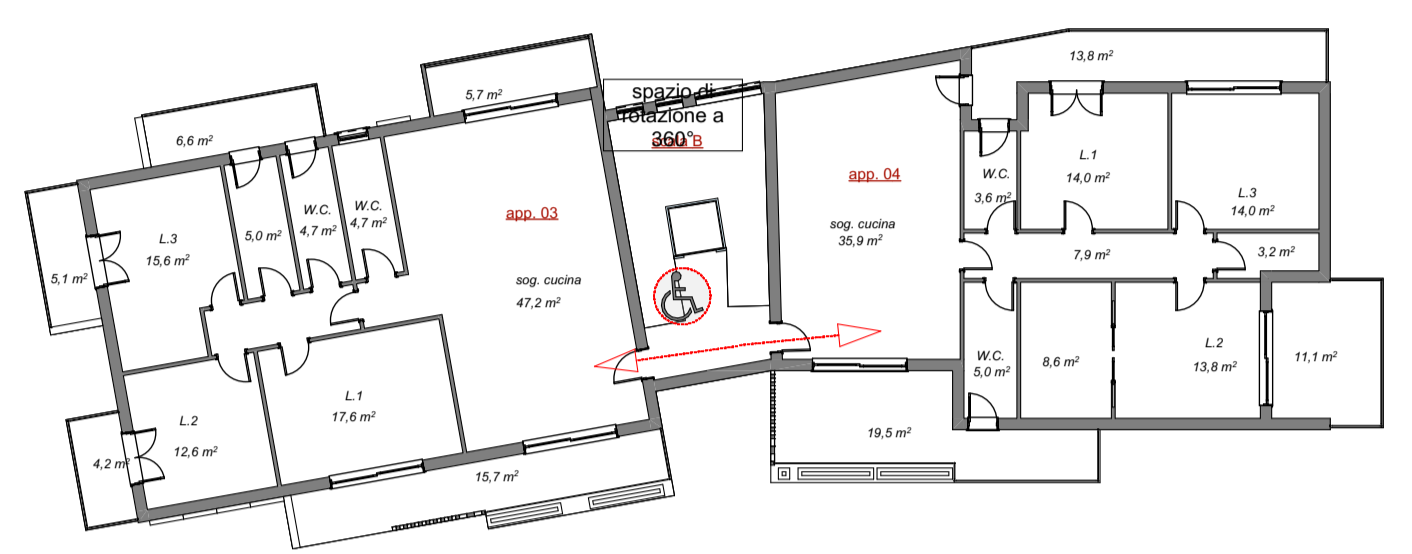 13,8 m²
spazio di
rotazione a
360°
scala B
5,7 m²
6,6 m²
app. 03
sog. cucina
47,2 m²
W.C.
4,7 m²
W.C.
4,7 m²
5,0 m²
L.3
15,6 m²
5,1 m²
L.2
12,6 m²
4,2 m²
L.1
17,6 m²
15,7 m²
app. 04
sog. cucina
35,9 m²
W.C.
3,6 m²
L.1
14,0 m²
L.3
14,0 m²
7,9 m²
3,2 m²
W.C.
5,0 m²
8,6 m²
L.2
13,8 m²
11,1 m²
19,5 m²